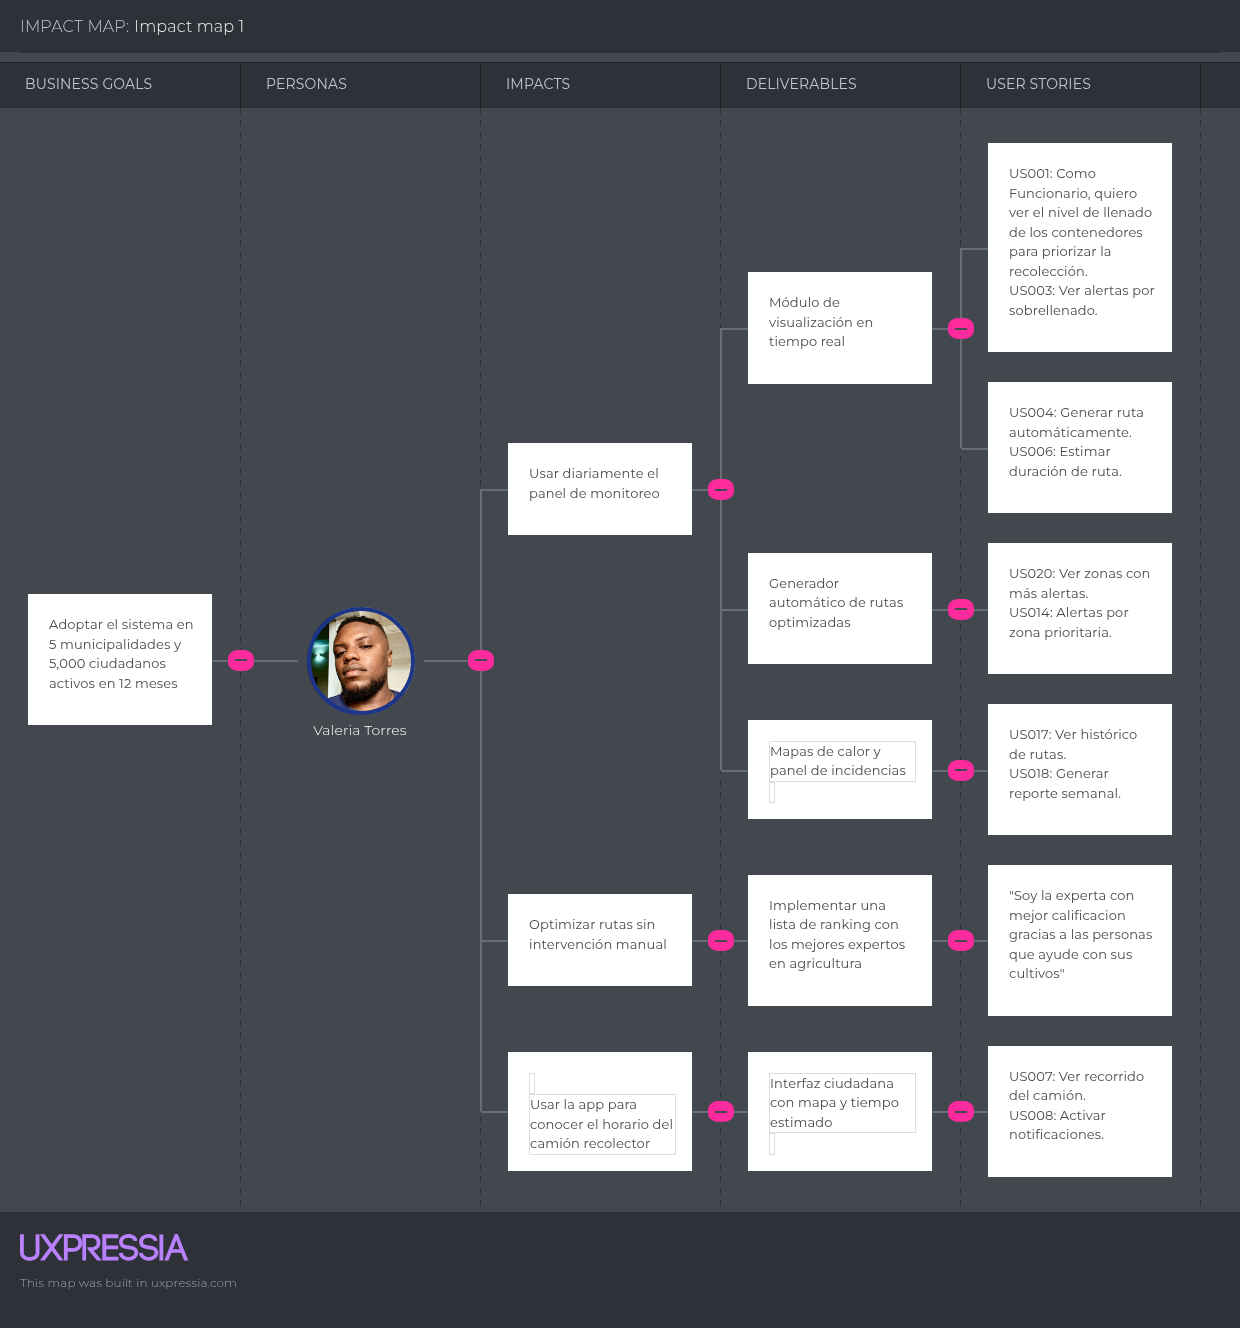 IMPACT MAP: Impact map 1
BUSINESS GOALS
PERSONAS
IMPACTS
DELIVERABLES
USER STORIES
Adoptar el sistema en
5 municipalidades y
5,000 ciudadanos
activos en 12 meses
Valeria Torres
Usar diariamente el
panel de monitoreo
Módulo de
visualización en
tiempo real
US001: Como
Funcionario, quiero
ver el nivel de llenado
de los contenedores
para priorizar la
recolección.
US003: Ver alertas por
sobrellenado.
US004: Generar ruta
automáticamente.
US006: Estimar
duración de ruta.
Generador
automático de rutas
optimizadas
US020: Ver zonas con
más alertas.
US014: Alertas por
zona prioritaria.
Mapas de calor y
panel de incidencias
US017: Ver histórico
de rutas.
US018: Generar
reporte semanal.
Optimizar rutas sin
intervención manual
Implementar una
lista de ranking con
los mejores expertos
en agricultura
"Soy la experta con
mejor calificacion
gracias a las personas
que ayude con sus
cultivos"
Usar la app para
conocer el horario del
camión recolector
Interfaz ciudadana
con mapa y tiempo
estimado
US007: Ver recorrido
del camión.
US008: Activar
notificaciones.
UXPRESSIA
This map was built in uxpressia.com